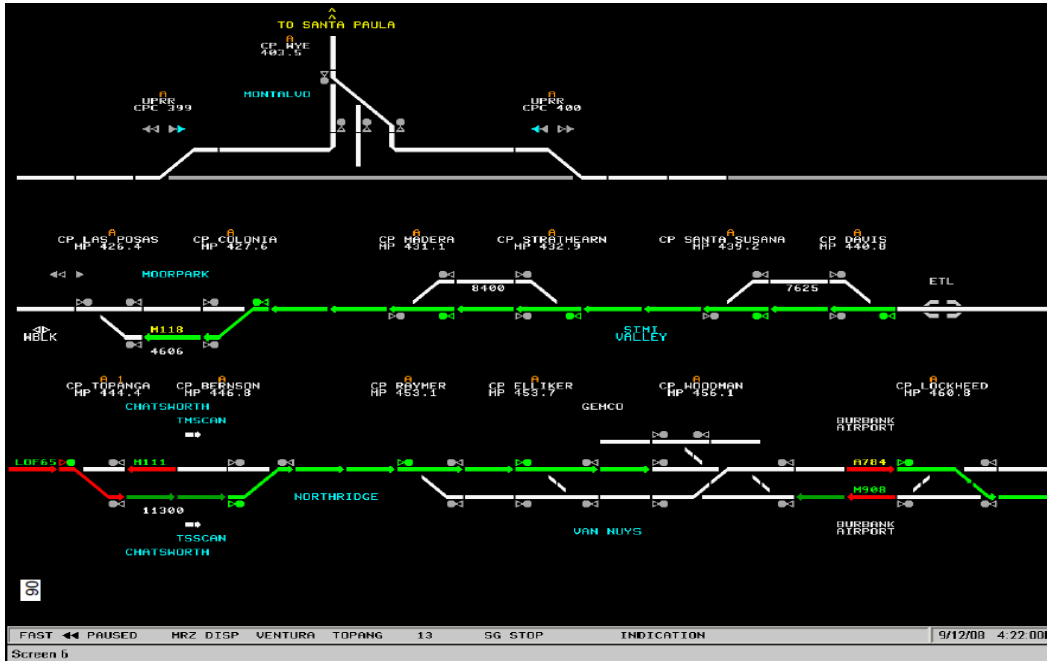 TO SANTA PAULA
A
CP WYE
403.5
A
UPRR
CPC 399
MONTALVO
A
UPRR
CPC 400
A
CP LAS POSAS
MP 426.4
A
CP COLONIA
MP 427.6
A
CP MADERA
MP 431.1
A
CP STRATHEARN
MP 432.9
A
CP SANTA SUSANA
MP 439.2
A
CP DAVIS
MP 440.8
MOORPARK
8400
7625
ETL
WBLK
M118
4606
SIMI
VALLEY
A 1
CP TOPANGA
MP 444.4
A
CP BERNSON
MP 446.8
A
CP RAYMER
MP 453.1
A
CP ELLIKER
MP 453.7
A
CP WOODMAN
MP 456.1
A
CP LOCKHEED
MP 460.8
CHATSWORTH
TMSCAN
GEMCO
BURBANK
AIRPORT
LOF65
M111
A784
NORTHRIDGE
M908
11300
TSSCAN
CHATSWORTH
VAN NUYS
BURBANK
AIRPORT
90
FAST ◄◄ PAUSED MRZ DISP VENTURA TOPANG 13 SG STOP INDICATION 9/12/08 4:22:00
Screen 6